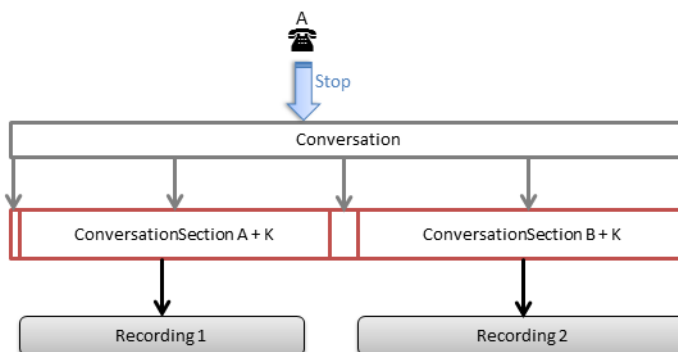 A
Stop
Conversation
ConversationSection A + K
ConversationSection B + K
Recording 1
Recording 2